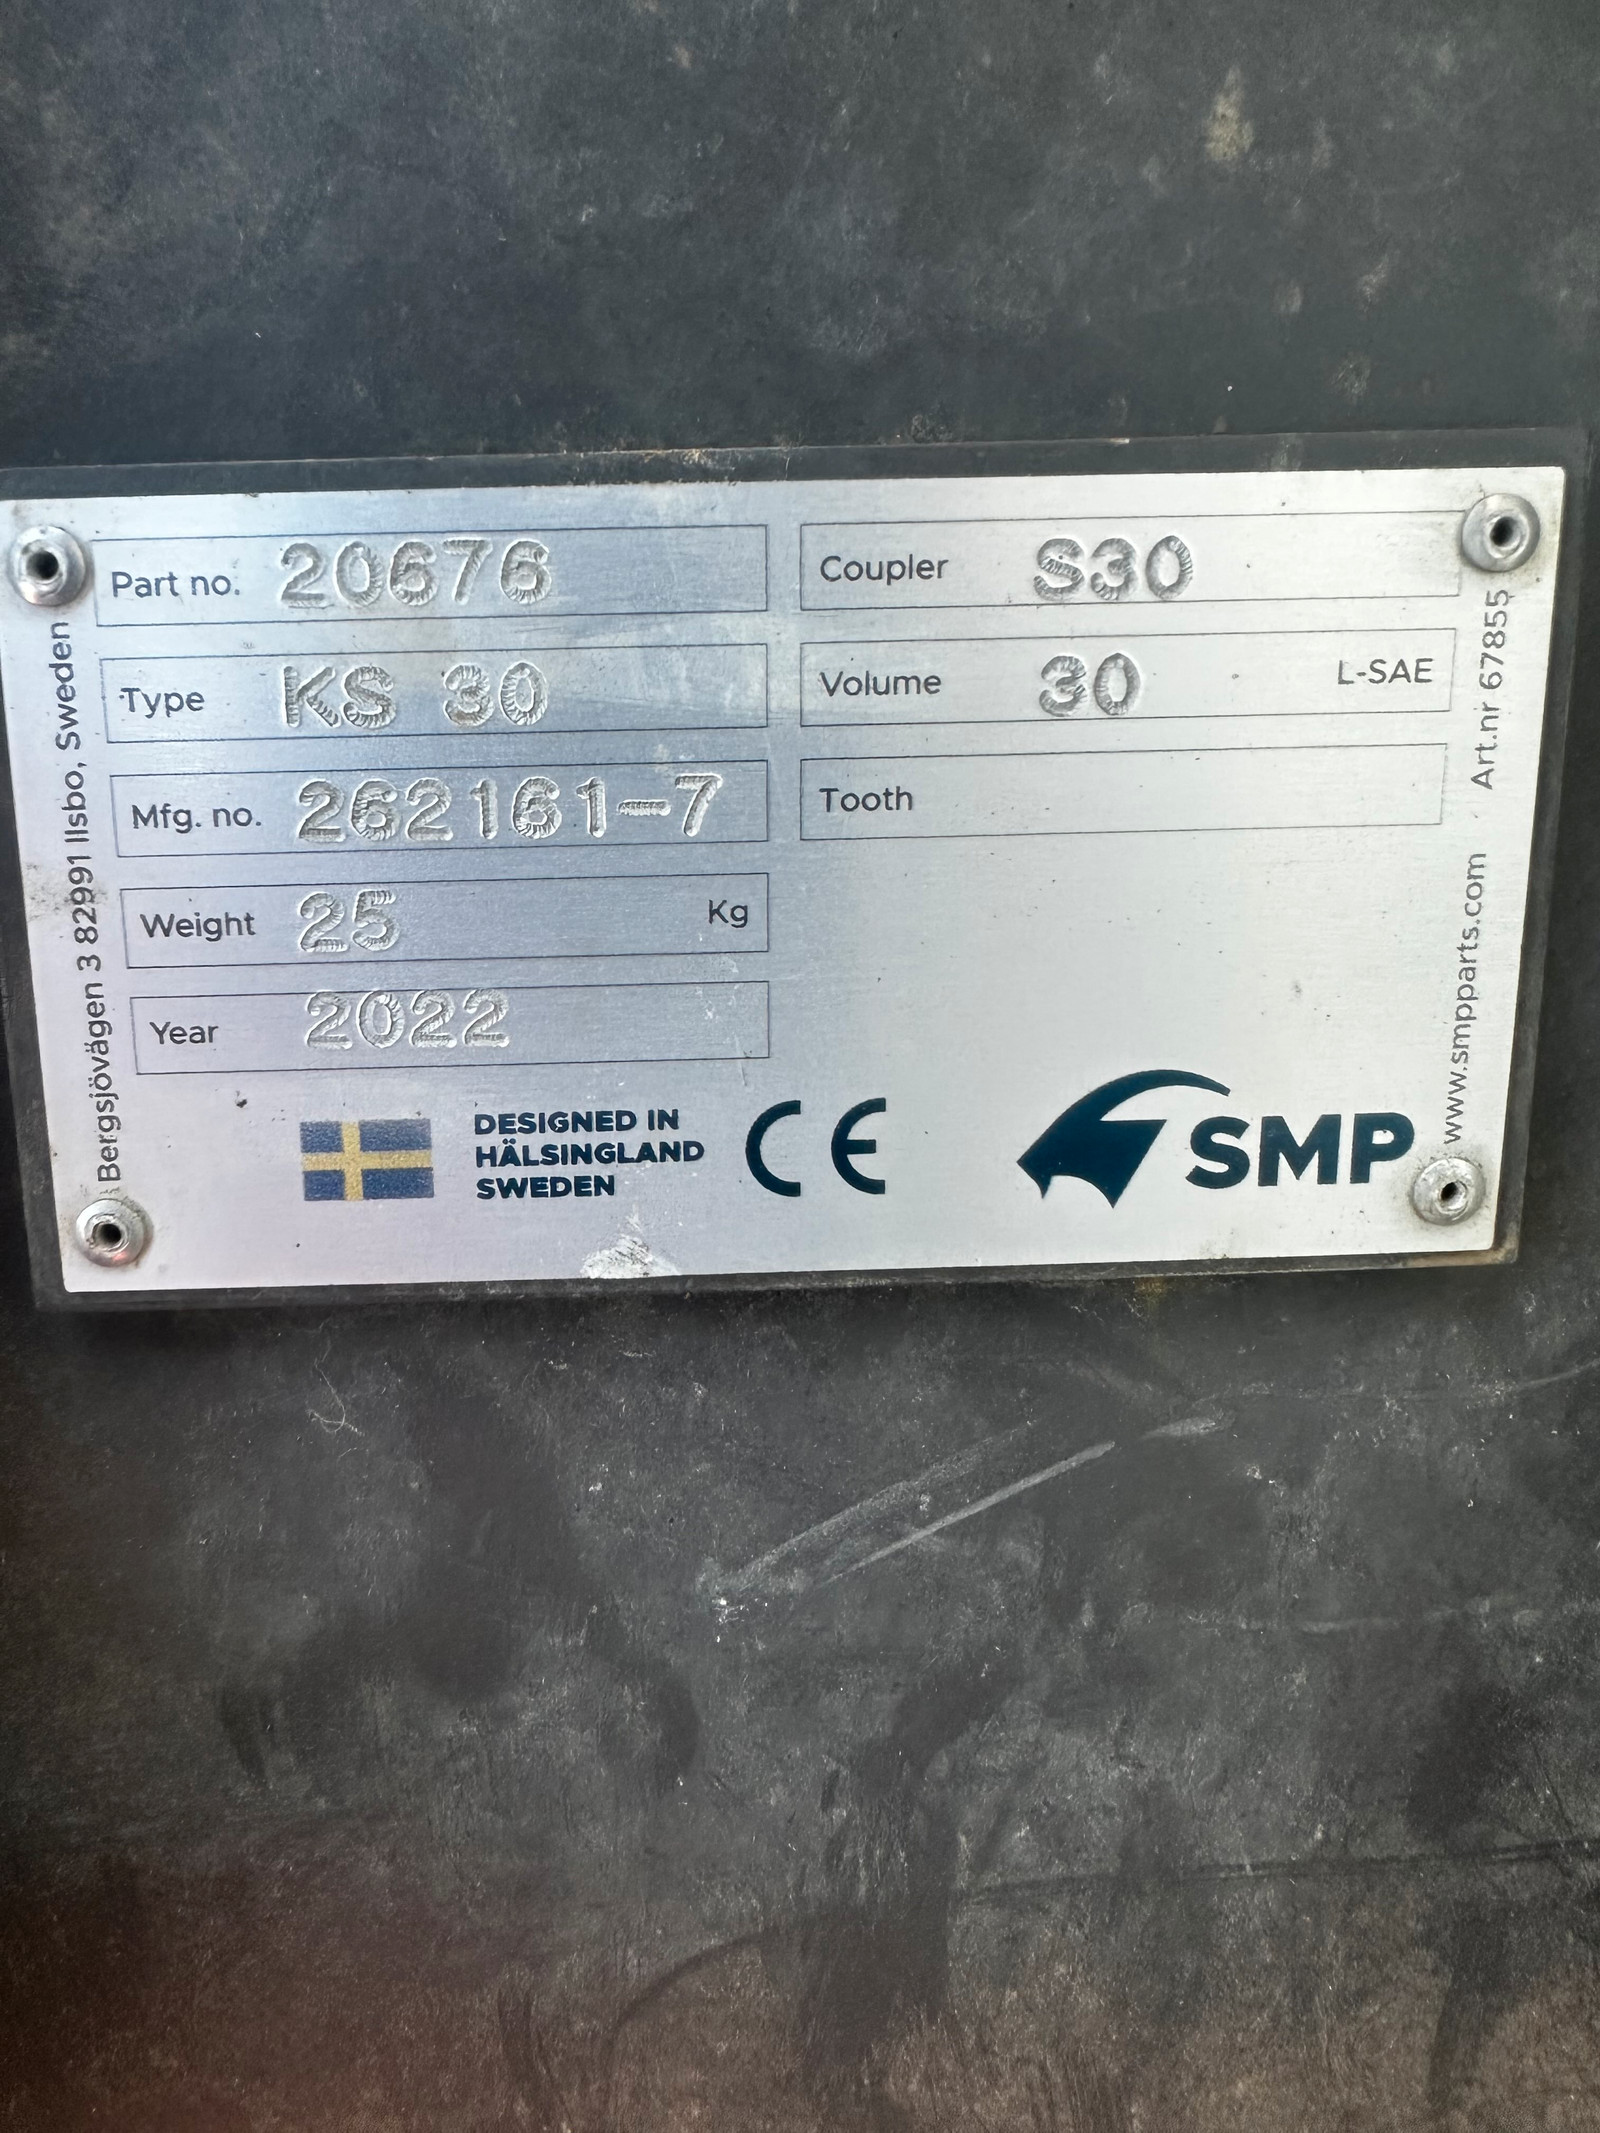 Part no. 20676
Type KS 30
Mfg. no. 262161-7
Weight 25 Kg
Year 2022
Coupler S30
Volume 30 L-SAE
Tooth
DESIGNED IN
HÄLSINGLAND
SWEDEN
CE
SMP
Bergsjövägen 3 82991 Ilsbo, Sweden
www.smpparts.com Art.nr 67855